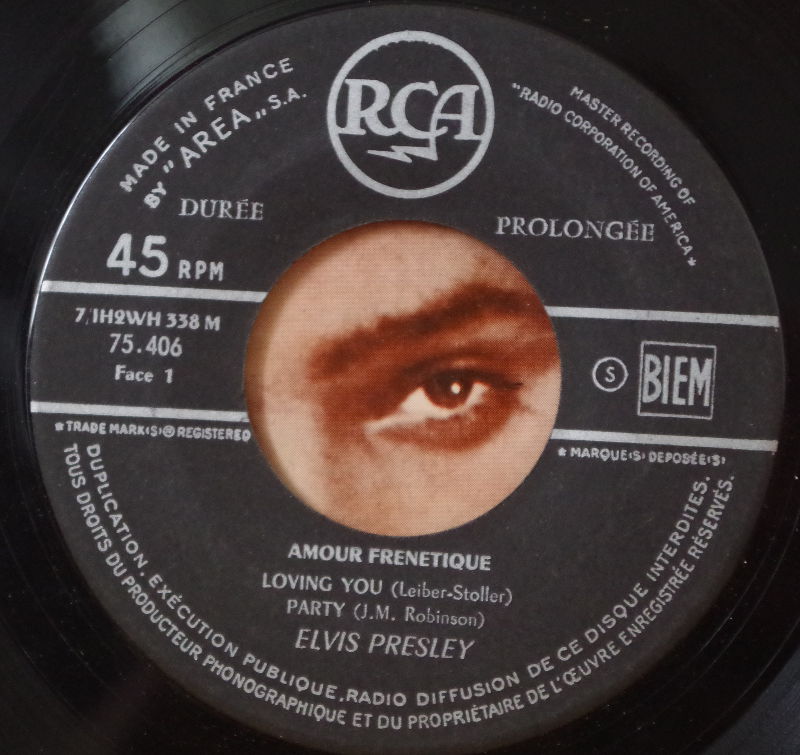 RCA
MADE IN FRANCE
BY "AREA" S.A.
MASTER RECORDING OF
"RADIO CORPORATION OF AMERICA"*
DURÉE
PROLONGÉE
45 RPM
7,1H2WH 338 M
75.406
Face 1
S BIEM
*TRADE MARK(S)® REGISTERED
* MARQUE(S) DEPOSÉE(S)
AMOUR FRENETIQUE
LOVING YOU (Leiber-Stoller)
PARTY (J.M. Robinson)
ELVIS PRESLEY
DUPLICATION, EXÉCUTION PUBLIQUE, RADIO DIFFUSION DE CE DISQUE INTERDITES.
TOUS DROITS DU PRODUCTEUR PHONOGRAPHIQUE ET DU PROPRIÉTAIRE DE L'ŒUVRE ENREGISTRÉE RÉSERVÉS.